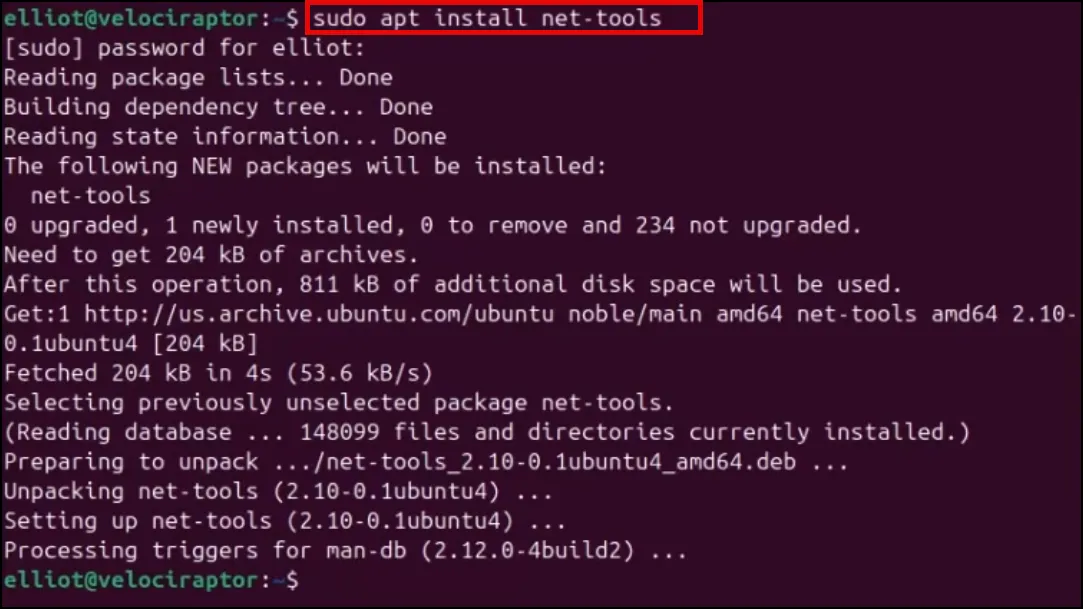 elliot@velociraptor:~$ sudo apt install net-tools
[sudo] password for elliot:
Reading package lists... Done
Building dependency tree... Done
Reading state information... Done
The following NEW packages will be installed:
  net-tools
0 upgraded, 1 newly installed, 0 to remove and 234 not upgraded.
Need to get 204 kB of archives.
After this operation, 811 kB of additional disk space will be used.
Get:1 http://us.archive.ubuntu.com/ubuntu noble/main amd64 net-tools amd64 2.10-
0.1ubuntu4 [204 kB]
Fetched 204 kB in 4s (53.6 kB/s)
Selecting previously unselected package net-tools.
(Reading database ... 148099 files and directories currently installed.)
Preparing to unpack .../net-tools_2.10-0.1ubuntu4_amd64.deb ...
Unpacking net-tools (2.10-0.1ubuntu4) ...
Setting up net-tools (2.10-0.1ubuntu4) ...
Processing triggers for man-db (2.12.0-4build2) ...
elliot@velociraptor:~$